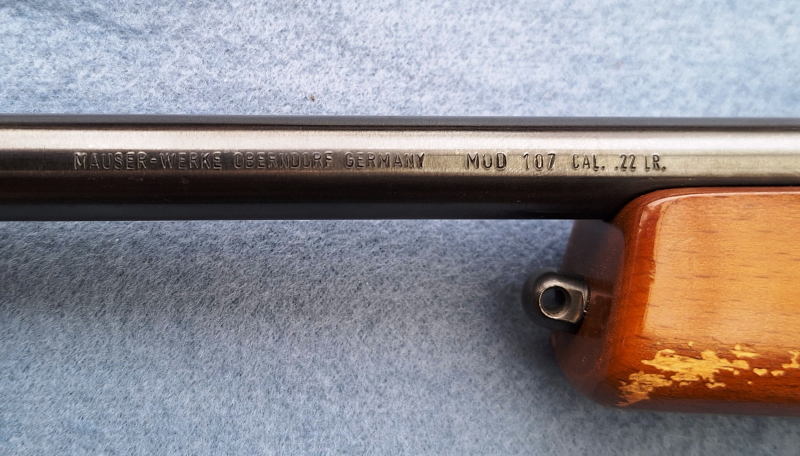 MAUSER-WERKE OBERNDORF GERMANY MOD 107 CAL. .22 LR.